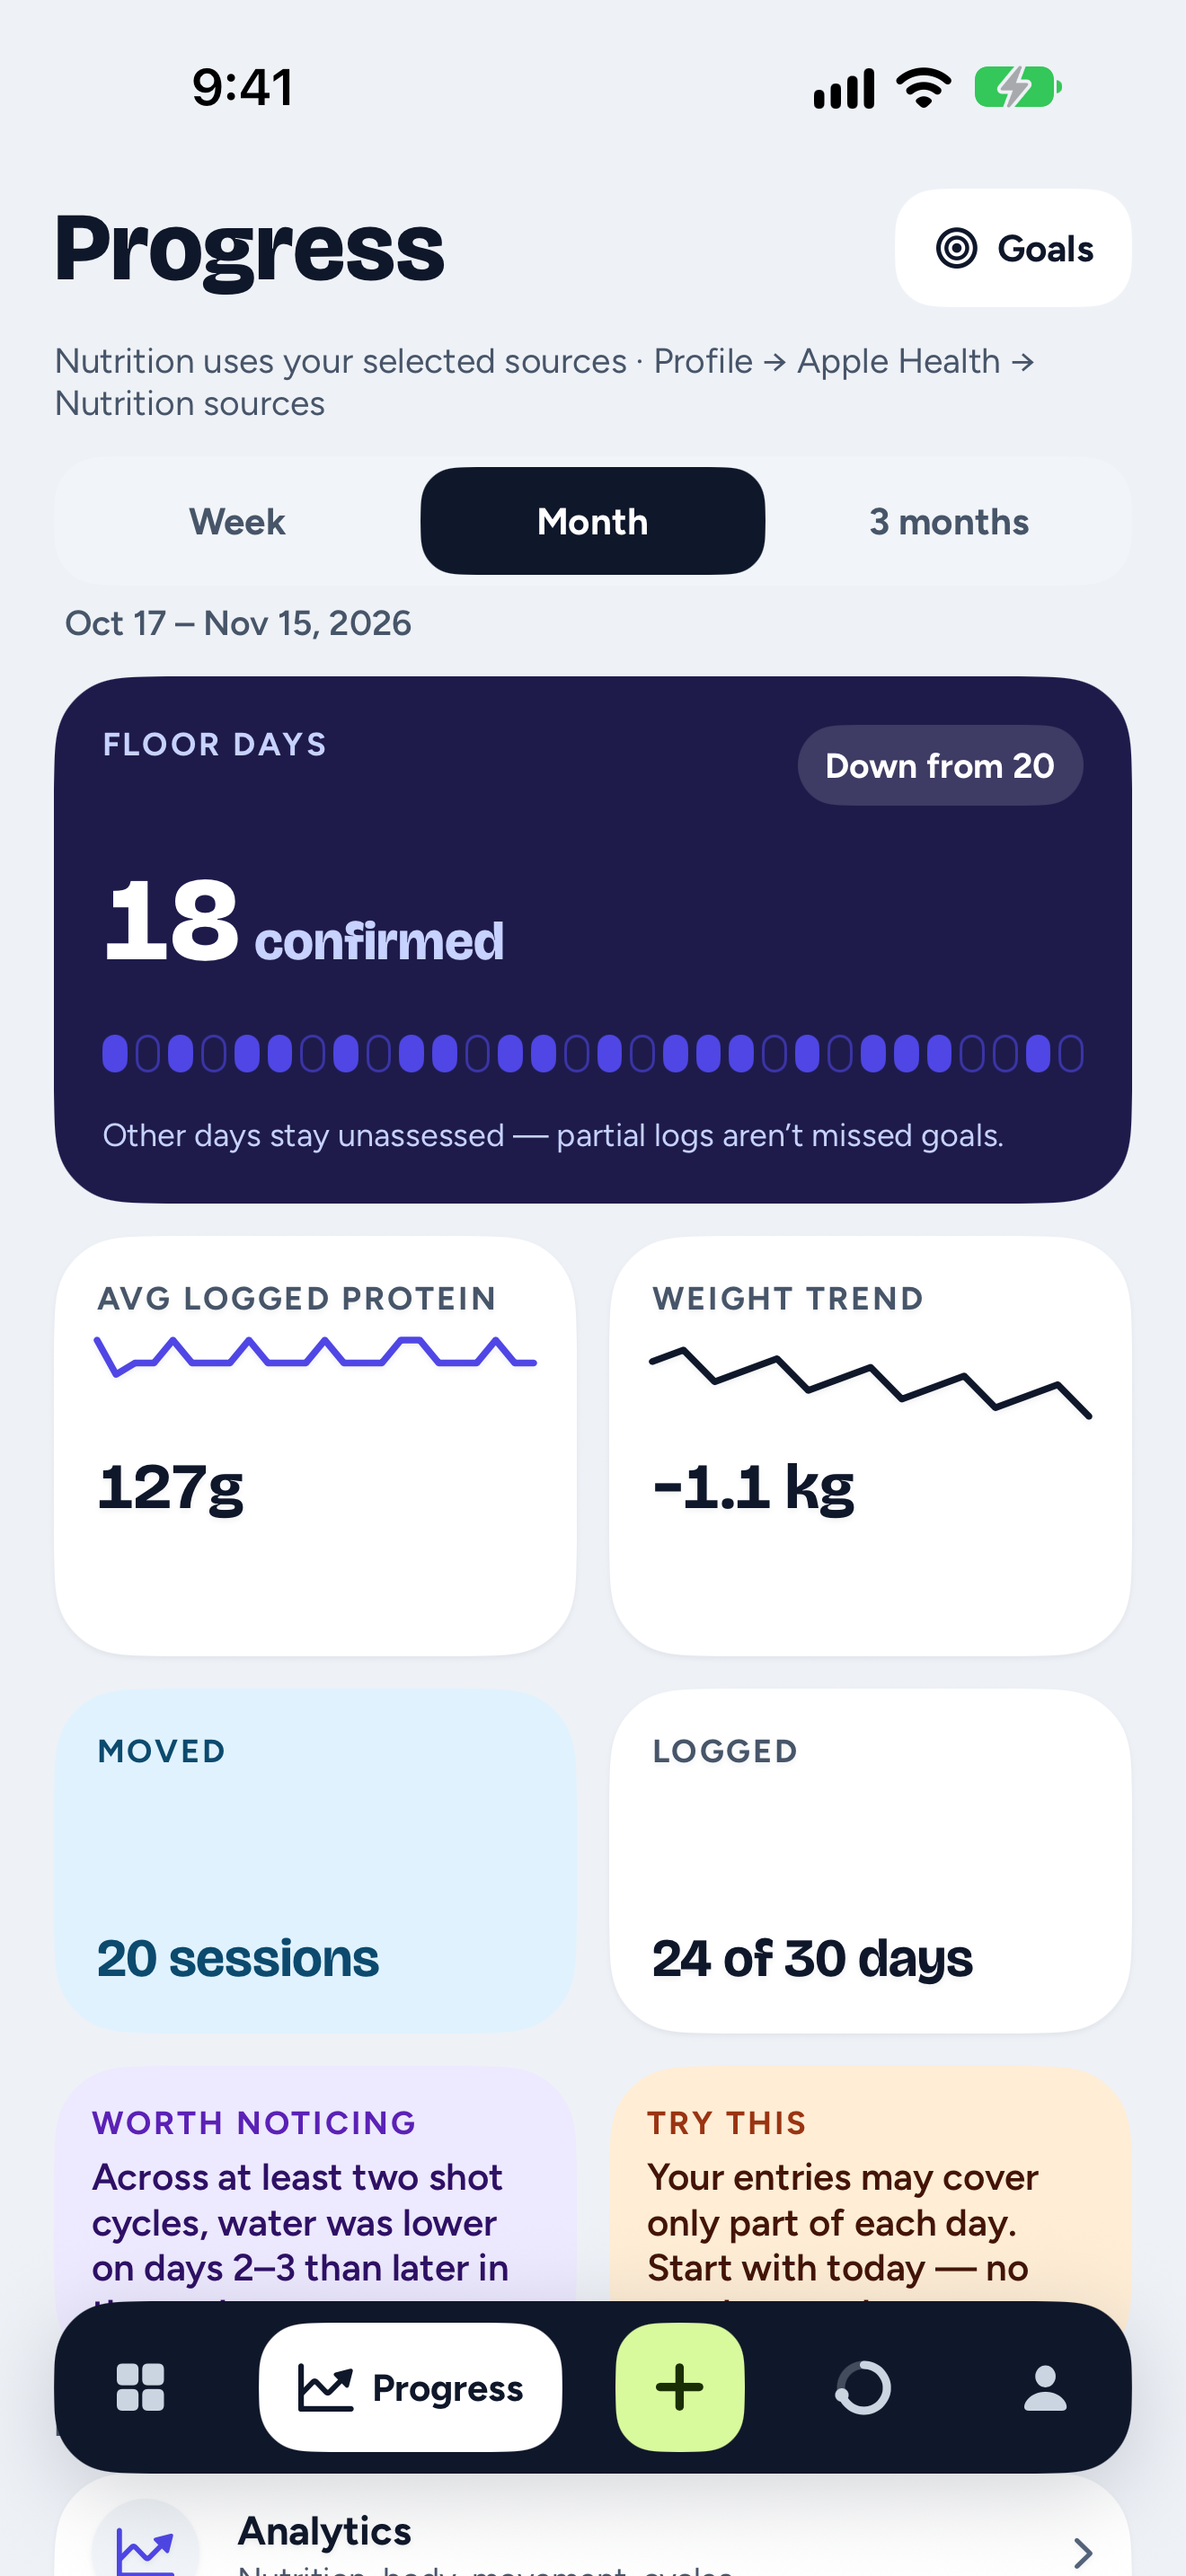 9:41
Progress
Goals
Nutrition uses your selected sources · Profile → Apple Health →
Nutrition sources
Week
Month
3 months
Oct 17 – Nov 15, 2026
FLOOR DAYS
Down from 20
18 confirmed
Other days stay unassessed — partial logs aren’t missed goals.
AVG LOGGED PROTEIN
127g
WEIGHT TREND
−1.1 kg
MOVED
20 sessions
LOGGED
24 of 30 days
WORTH NOTICING
Across at least two shot
cycles, water was lower
on days 2–3 than later in
TRY THIS
Your entries may cover
only part of each day.
Start with today — no
Progress
Analytics
Nutrition, body, movement, cycles